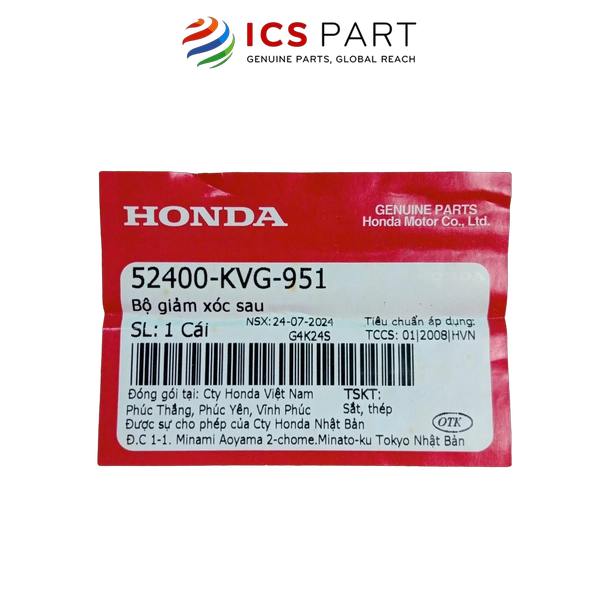 ICS PART
GENUINE PARTS, GLOBAL REACH
HONDA
GENUINE PARTS
Honda Motor Co., Ltd.
52400-KVG-951
Bộ giảm xóc sau
SL: 1 Cái
NSX:24-07-2024
G4K24S
Tiêu chuẩn áp dụng:
TCCS: 01|2008|HVN
Đóng gói tại: Cty Honda Việt Nam
Phúc Thắng, Phúc Yên, Vĩnh Phúc
TSKT:
Sắt, thép
Được sự cho phép của Cty Honda Nhật Bản
Đ.C 1-1. Minami Aoyama 2-chome.Minato-ku Tokyo Nhật Bản
OTK